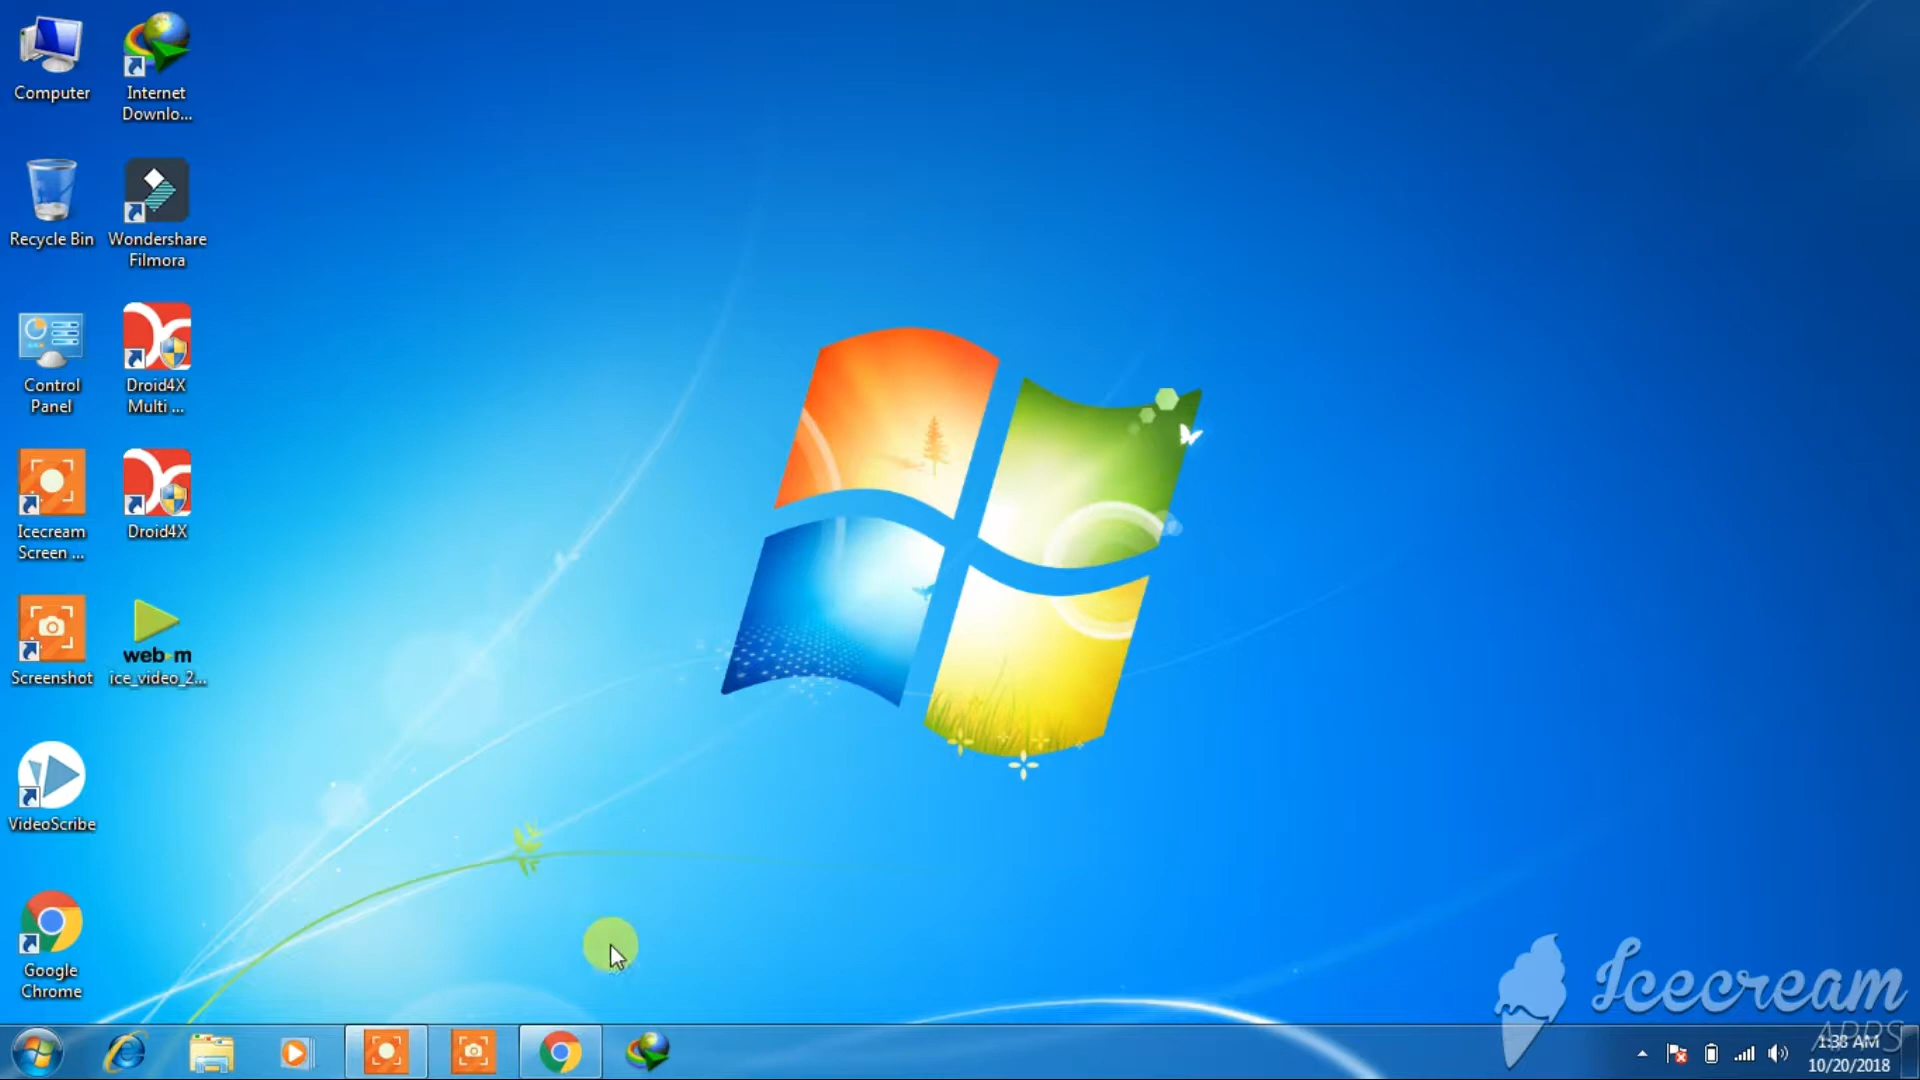 Computer
Internet
Downlo...
Recycle Bin
Wondershare
Filmora
Control
Panel
Droid4X
Multi ...
Icecream
Screen ...
Droid4X
Screenshot
webm
ice_video_2...
VideoScribe
Google
Chrome
Icecream
APPS
1:38 AM
10/20/2018